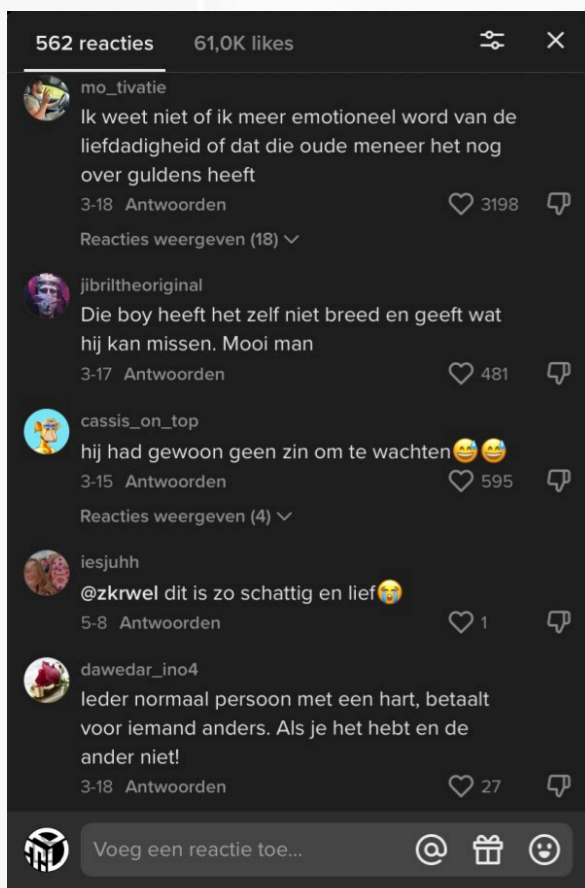 562 reacties 61,0K likes
mo_tivatie
Ik weet niet of ik meer emotioneel word van de
liefdadigheid of dat die oude meneer het nog
over guldens heeft
3-18 Antwoorden 3198
Reacties weergeven (18)
jibriltheoriginal
Die boy heeft het zelf niet breed en geeft wat
hij kan missen. Mooi man
3-17 Antwoorden 481
cassis_on_top
hij had gewoon geen zin om te wachten😅😅
3-15 Antwoorden 595
Reacties weergeven (4)
iesjuhh
@zkrwel dit is zo schattig en lief😭
5-8 Antwoorden 1
dawedar_ino4
Ieder normaal persoon met een hart, betaalt
voor iemand anders. Als je het hebt en de
ander niet!
3-18 Antwoorden 27
Voeg een reactie toe...